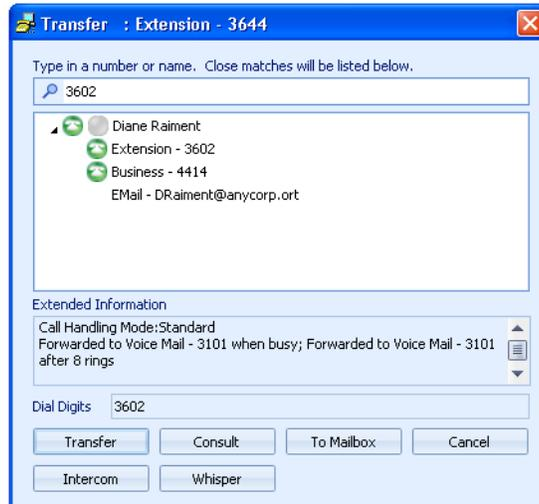 Transfer : Extension - 3644
Type in a number or name. Close matches will be listed below.
3602
Diane Raiment
Extension - 3602
Business - 4414
EMail - DRaiment@anycorp.ort
Extended Information
Call Handling Mode:Standard
Forwarded to Voice Mail - 3101 when busy; Forwarded to Voice Mail - 3101
after 8 rings
Dial Digits 3602
Transfer Consult To Mailbox Cancel
Intercom Whisper